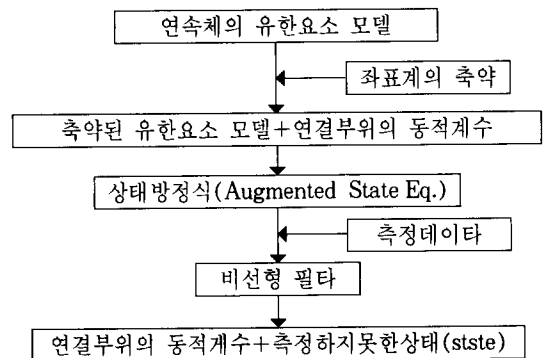 연속체의 유한요소 모델
좌표계의 축약
축약된 유한요소 모델+연결부위의 동적계수
상태방정식(Augmented State Eq.)
측정데이타
비선형 필타
연결부위의 동적계수+측정하지못한상태(stste)